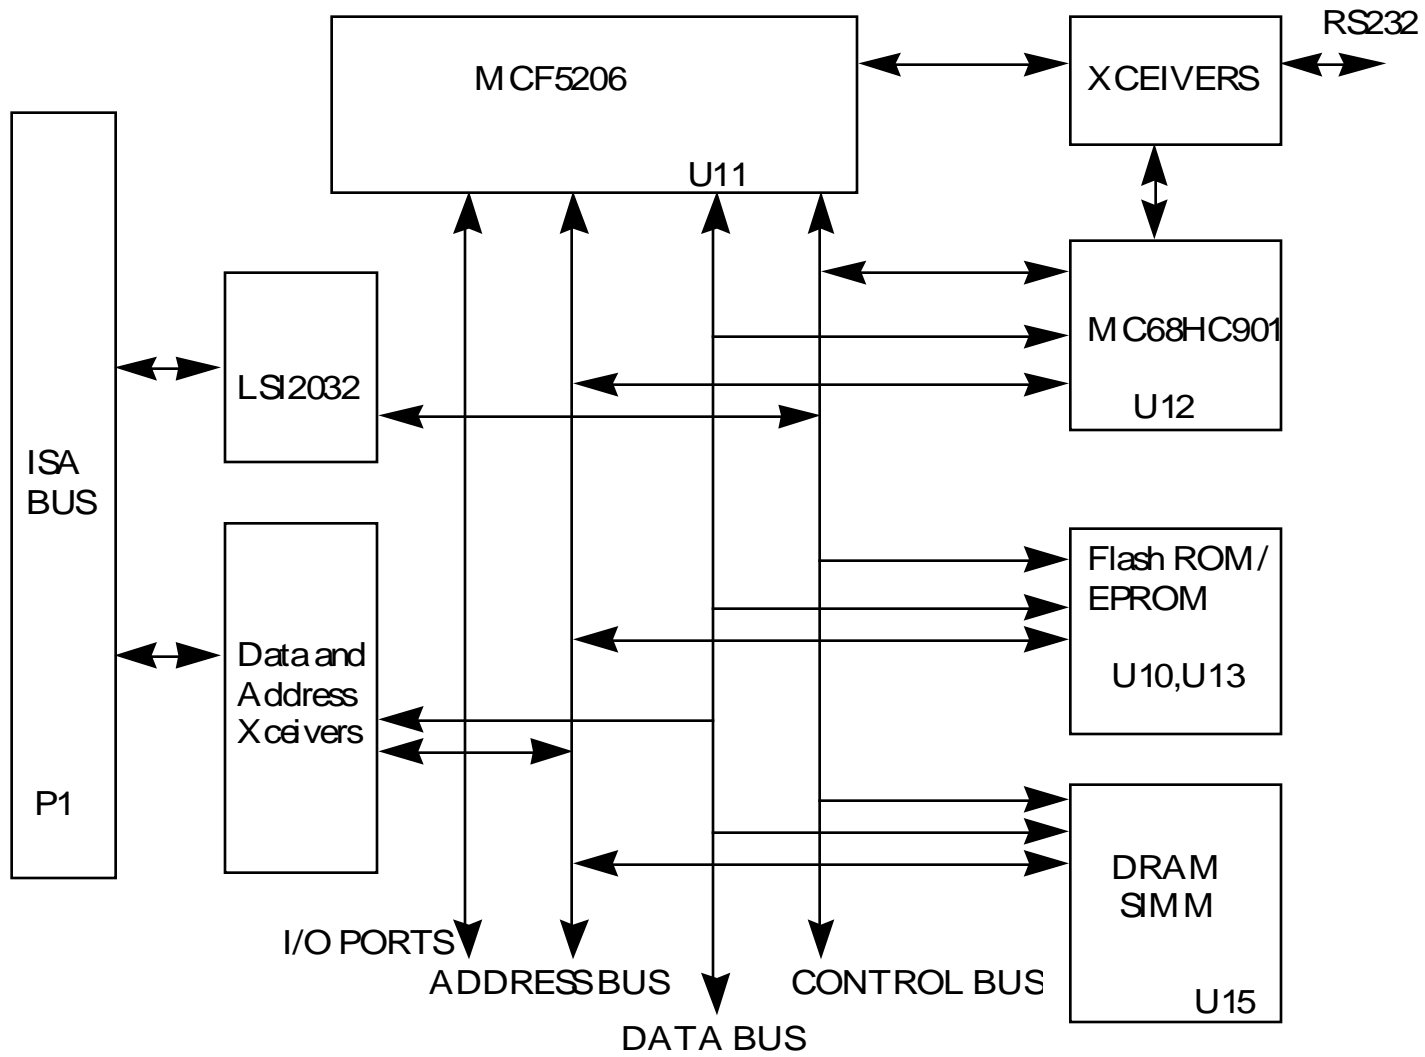 RS232
MCF5206
XCEIVERS
U11
MC68HC901
LSI2032
U12
ISA
BUS
Flash ROM/
EPROM
Data and
Address
Xceivers
U10,U13
P1
DRAM
SIMM
I/O PORTS
ADDRESS BUS
CONTROL BUS
U15
DATA BUS